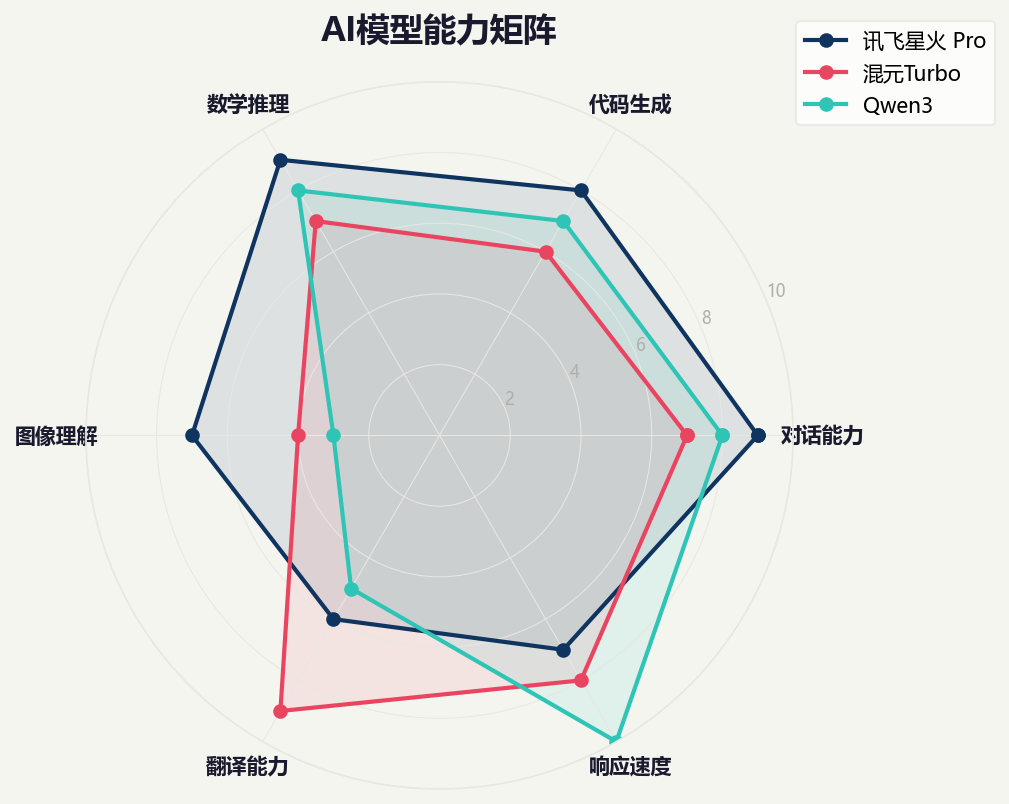 AI模型能力矩阵
讯飞星火 Pro
混元Turbo
Qwen3
数学推理
代码生成
10
8
6
4
2
图像理解
对话能力
翻译能力
响应速度